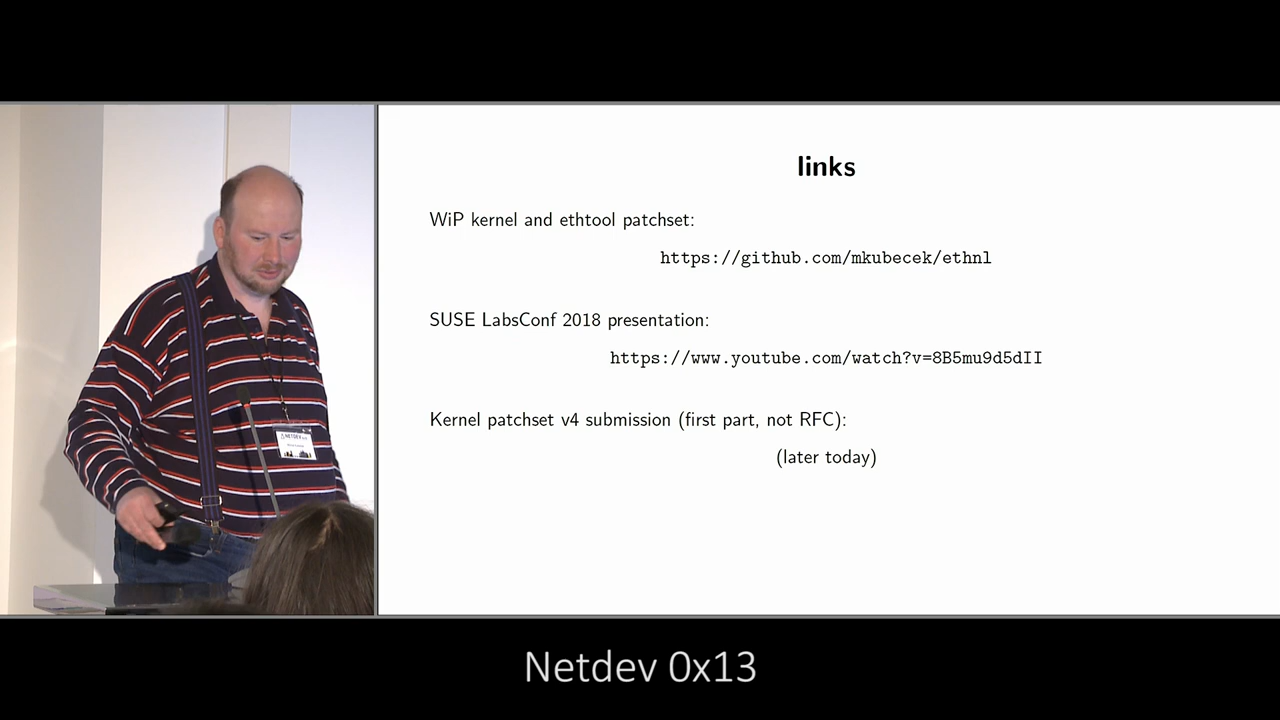 links
WiP kernel and ethtool patchset:
https://github.com/mkubecek/ethnl
SUSE LabsConf 2018 presentation:
https://www.youtube.com/watch?v=8B5mu9d5dII
Kernel patchset v4 submission (first part, not RFC):
(later today)
NETDEV
Netdev 0x13